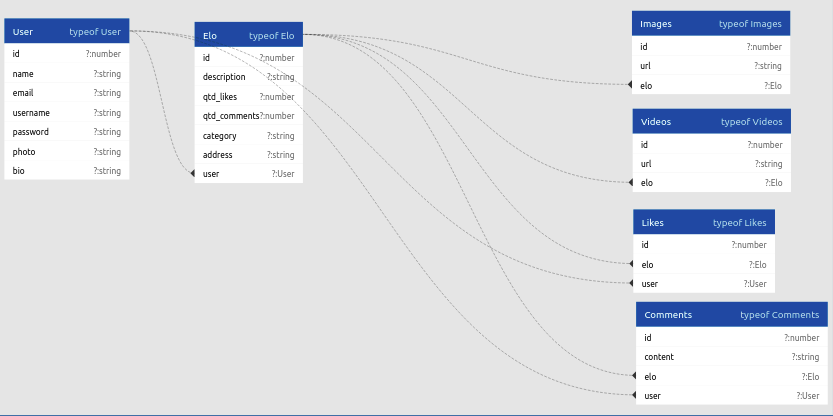 User typeof User
id ?:number
name ?:string
email ?:string
username ?:string
password ?:string
photo ?:string
bio ?:string
Elo typeof Elo
id ?:number
description ?:string
qtd_likes ?:number
qtd_comments?:number
category ?:string
address ?:string
user ?:User
Images typeof Images
id ?:number
url ?:string
elo ?:Elo
Videos typeof Videos
id ?:number
url ?:string
elo ?:Elo
Likes typeof Likes
id ?:number
elo ?:Elo
user ?:User
Comments typeof Comments
id ?:number
content ?:string
elo ?:Elo
user ?:User